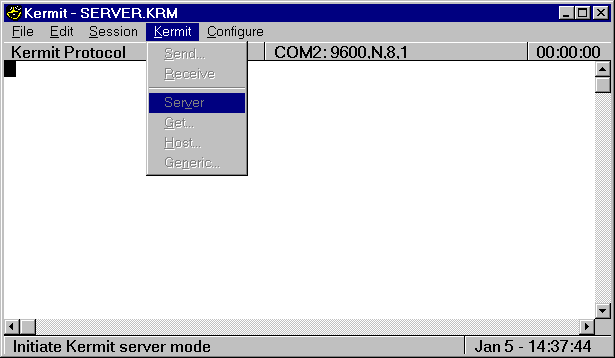 Kermit - SERVER.KRM
File Edit Session Kermit Configure
Kermit Protocol COM2: 9600,N,8,1 00:00:00
Send...
Receive
Server
Get...
Host...
Generic...
Initiate Kermit server mode Jan 5 - 14:37:44